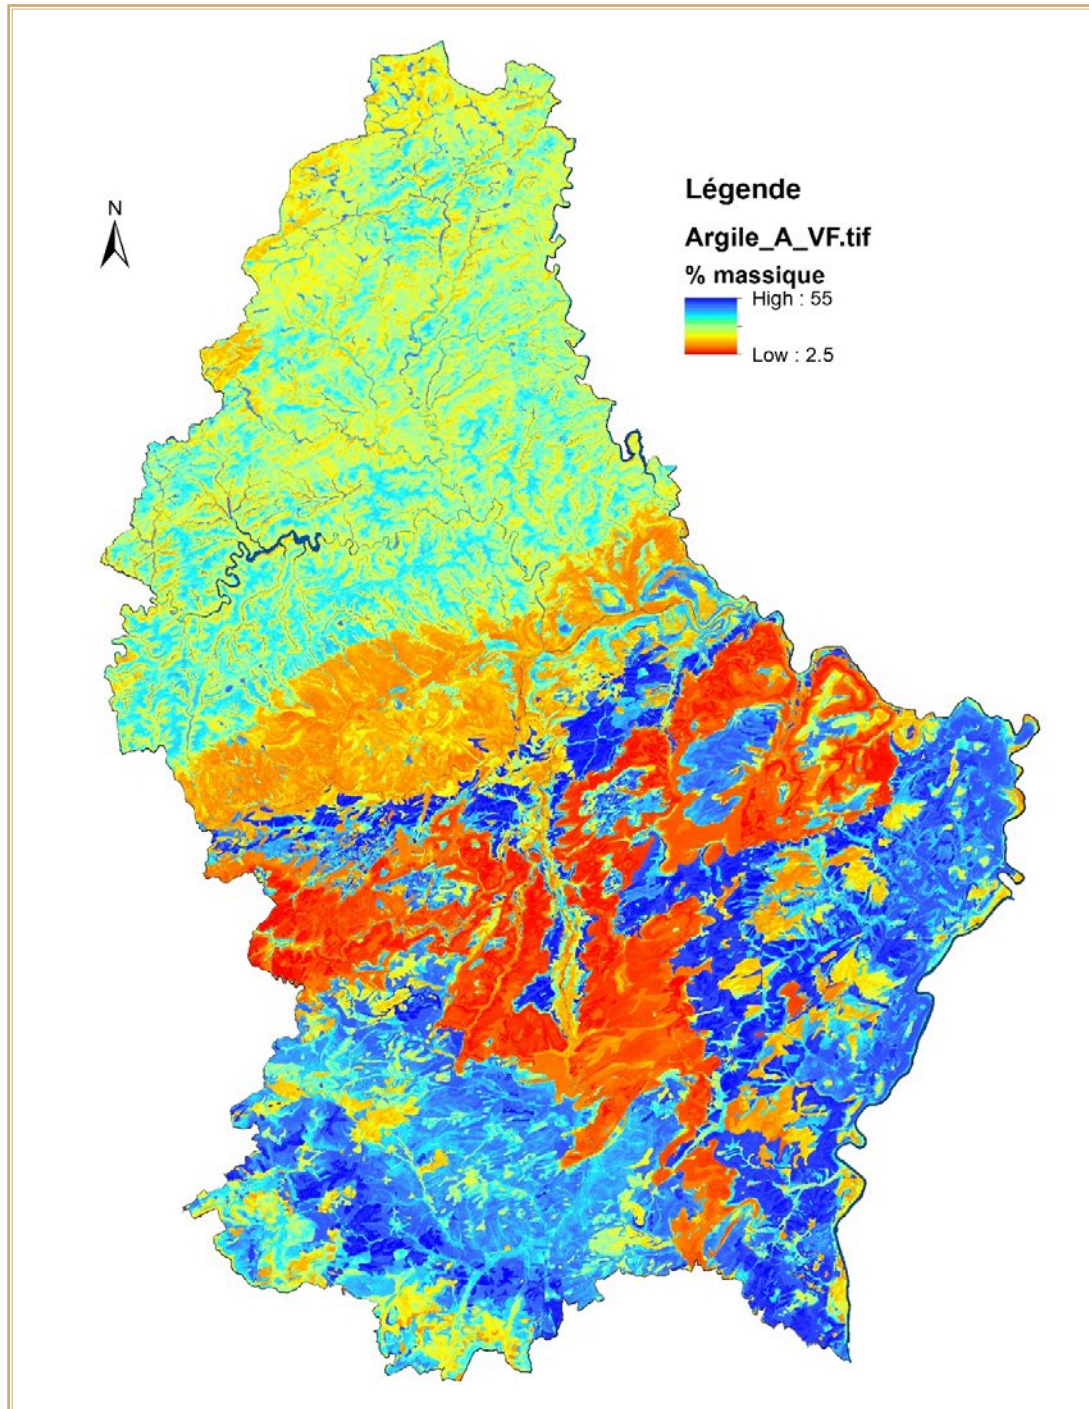 N
Légende
Argile_A_VF.tif
% massique
High : 55
Low : 2.5